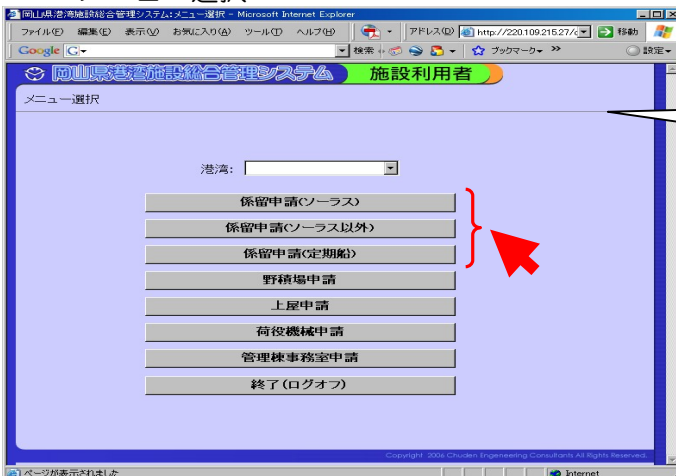 メニュー選択
岡山県港湾施設総合管理システム:メニュー選択 - Microsoft Internet Explorer
ファイル(F) 編集(E) 表示(V) お気に入り(A) ツール(T) ヘルプ(H) アドレス(D) http://220.109.215.27/c 移動
Google G 検索 ブックマーク >> 設定
岡山県港湾施設総合管理システム 施設利用者
メニュー選択
港湾:
係留申請(ソーラス)
係留申請(ソーラス以外)
係留申請(定期船)
野積場申請
上屋申請
荷役機械申請
管理棟事務室申請
終了(ログオフ)
Copyright 2006 Chuden Engeneering Consultants All Rights Reserved.
ページが表示されました Internet